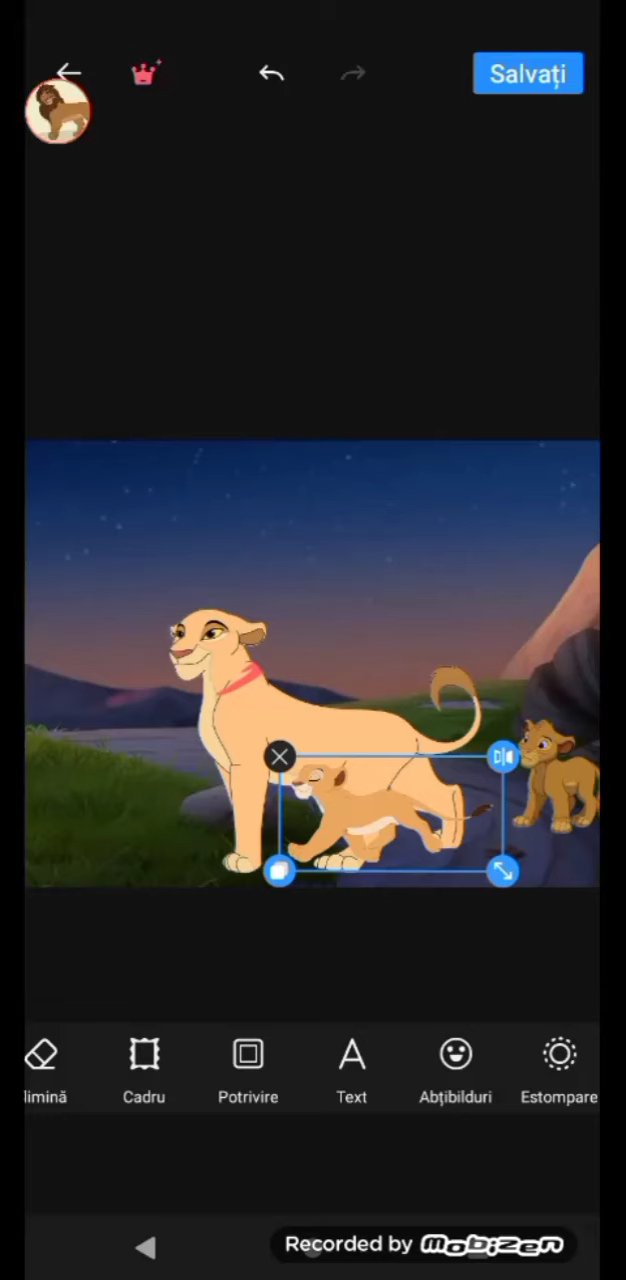 Salvați
limină
Cadru
Potrivire
Text
Abțibilduri
Estompare
Recorded by mobizen